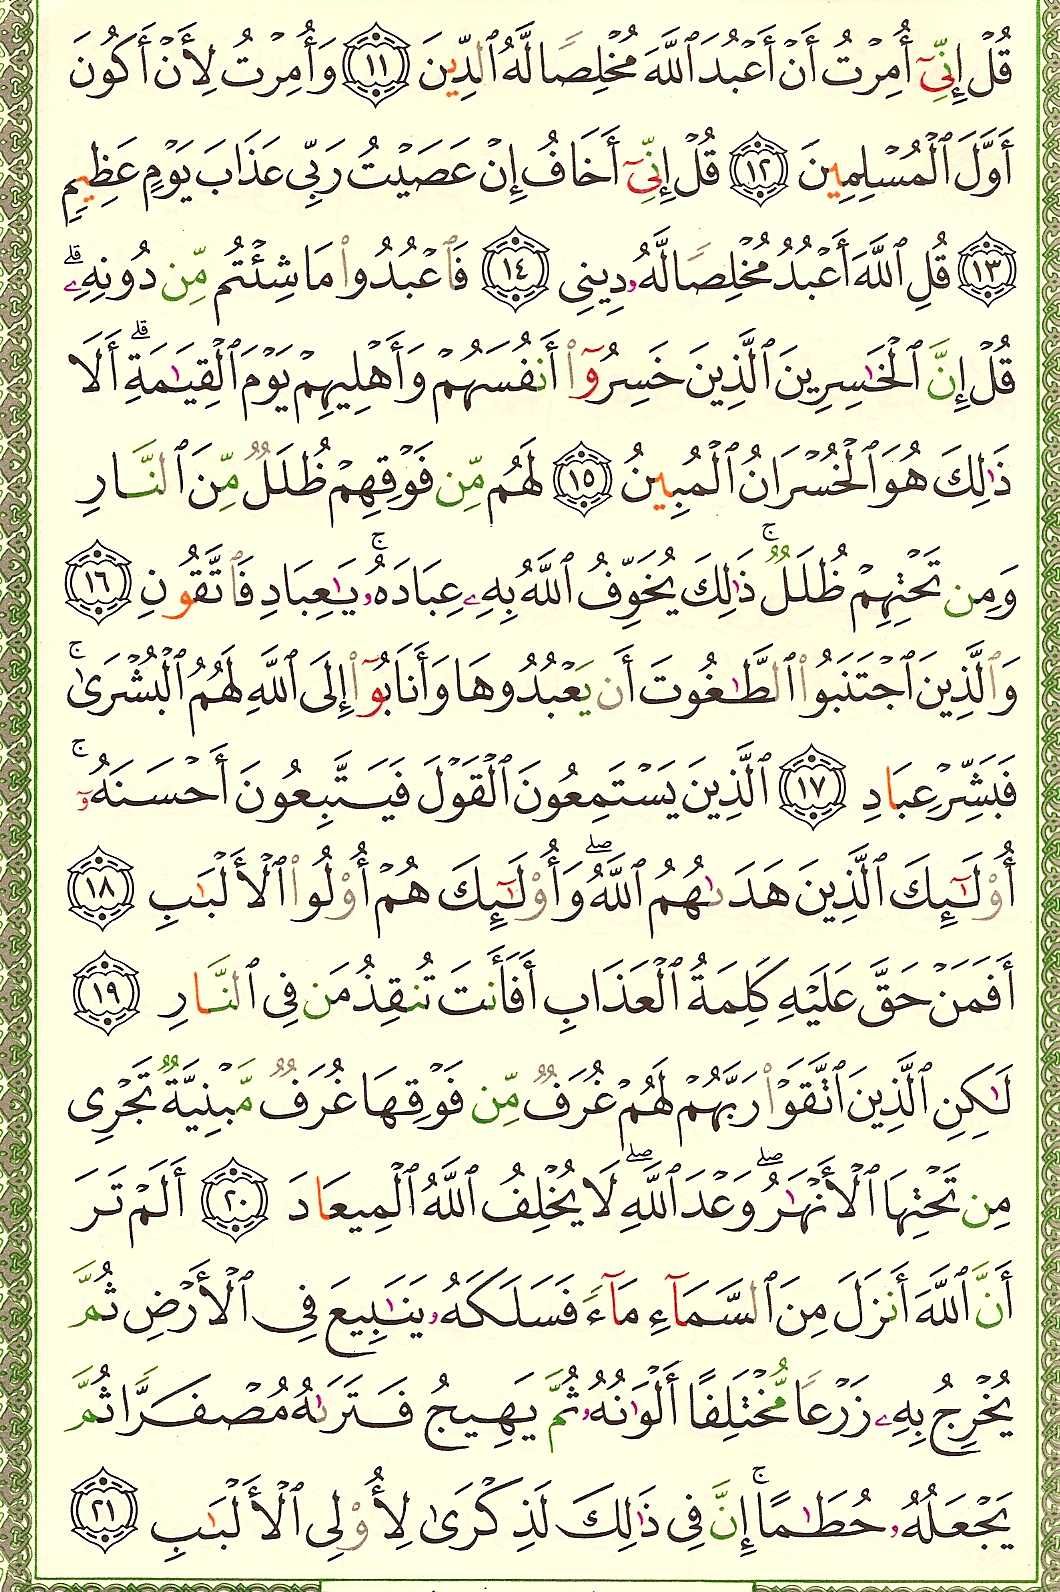 قُلۡ إِنِّيٓ أُمِرۡتُ أَنۡ أَعۡبُدَ ٱللَّهَ مُخۡلِصٗا لَّهُ ٱلدِّينَ ١١ وَأُمِرۡتُ لِأَنۡ أَكُونَ
أَوَّلَ ٱلۡمُسۡلِمِينَ ١٢ قُلۡ إِنِّيٓ أَخَافُ إِنۡ عَصَيۡتُ رَبِّي عَذَابَ يَوۡمٍ عَظِيمٖ
١٣ قُلِ ٱللَّهَ أَعۡبُدُ مُخۡلِصٗا لَّهُۥ دِينِي ١٤ فَٱعۡبُدُواْ مَا شِئۡتُم مِّن دُونِهِۦۗ
قُلۡ إِنَّ ٱلۡخَٰسِرِينَ ٱلَّذِينَ خَسِرُوٓاْ أَنفُسَهُمۡ وَأَهۡلِيهِمۡ يَوۡمَ ٱلۡقِيَٰمَةِۗ أَلَا
ذَٰلِكَ هُوَ ٱلۡخُسۡرَانُ ٱلۡمُبِينُ ١٥ لَهُم مِّن فَوۡقِهِمۡ ظُلَلٞ مِّنَ ٱلنَّارِ
وَمِن تَحۡتِهِمۡ ظُلَلٞۚ ذَٰلِكَ يُخَوِّفُ ٱللَّهُ بِهِۦ عِبَادَهُۥۚ يَٰعِبَادِ فَٱتَّقُونِ ١٦
وَٱلَّذِينَ ٱجۡتَنَبُواْ ٱلطَّٰغُوتَ أَن يَعۡبُدُوهَا وَأَنَابُوٓاْ إِلَى ٱللَّهِ لَهُمُ ٱلۡبُشۡرَىٰۚ
فَبَشِّرۡ عِبَادِ ١٧ ٱلَّذِينَ يَسۡتَمِعُونَ ٱلۡقَوۡلَ فَيَتَّبِعُونَ أَحۡسَنَهُۥٓۚ
أُوْلَٰٓئِكَ ٱلَّذِينَ هَدَىٰهُمُ ٱللَّهُۖ وَأُوْلَٰٓئِكَ هُمۡ أُوْلُواْ ٱلۡأَلۡبَٰبِ ١٨
أَفَمَنۡ حَقَّ عَلَيۡهِ كَلِمَةُ ٱلۡعَذَابِ أَفَأَنتَ تُنقِذُ مَن فِي ٱلنَّارِ ١٩
لَٰكِنِ ٱلَّذِينَ ٱتَّقَوۡاْ رَبَّهُمۡ لَهُمۡ غُرَفٞ مِّن فَوۡقِهَا غُرَفٞ مَّبۡنِيَّةٞ تَجۡرِي
مِن تَحۡتِهَا ٱلۡأَنۡهَٰرُۖ وَعۡدَ ٱللَّهِۖ لَا يُخۡلِفُ ٱللَّهُ ٱلۡمِيعَادَ ٢٠ أَلَمۡ تَرَ
أَنَّ ٱللَّهَ أَنزَلَ مِنَ ٱلسَّمَآءِ مَآءٗ فَسَلَكَهُۥ يَنَٰبِيعَ فِي ٱلۡأَرۡضِ ثُمَّ
يُخۡرِجُ بِهِۦ زَرۡعٗا مُّخۡتَلِفًا أَلۡوَٰنُهُۥ ثُمَّ يَهِيجُ فَتَرَىٰهُ مُصۡفَرّٗا ثُمَّ
يَجۡعَلُهُۥ حُطَٰمًاۚ إِنَّ فِي ذَٰلِكَ لَذِكۡرَىٰ لِأُوْلِي ٱلۡأَلۡبَٰبِ ٢١